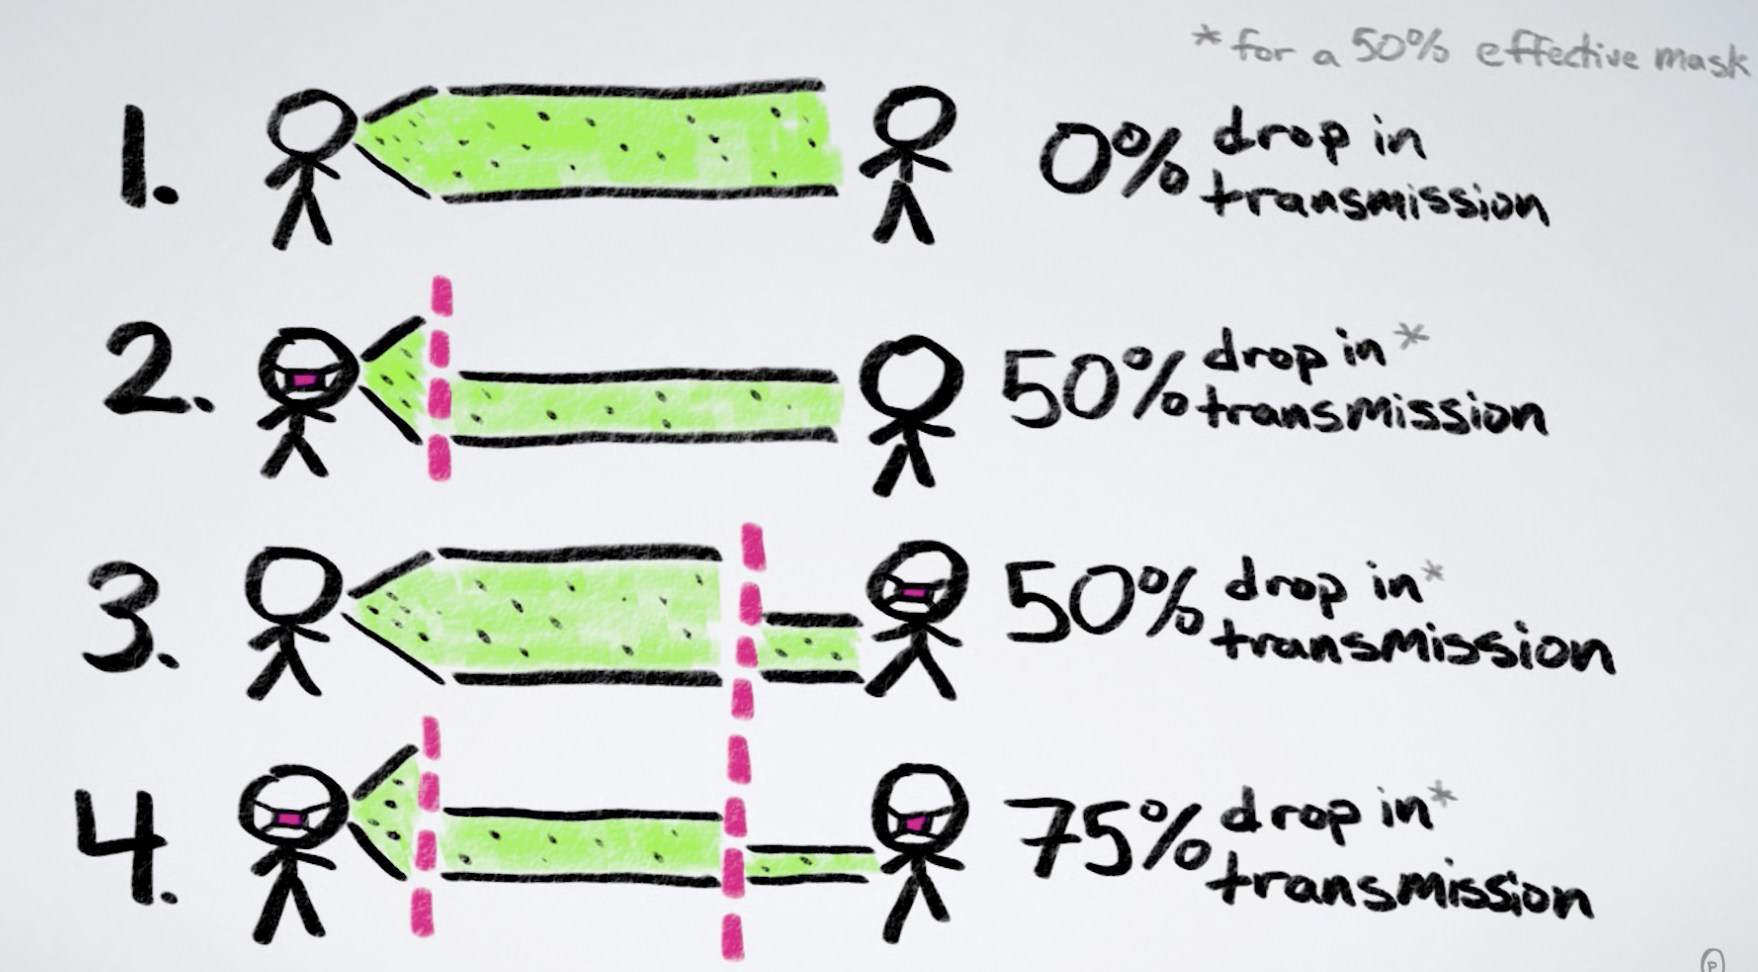 * for a 50% effective mask
1. 0% drop in
transmission
2. 50% drop in*
transmission
3. 50% drop in*
transmission
4. 75% drop in*
transmission
P